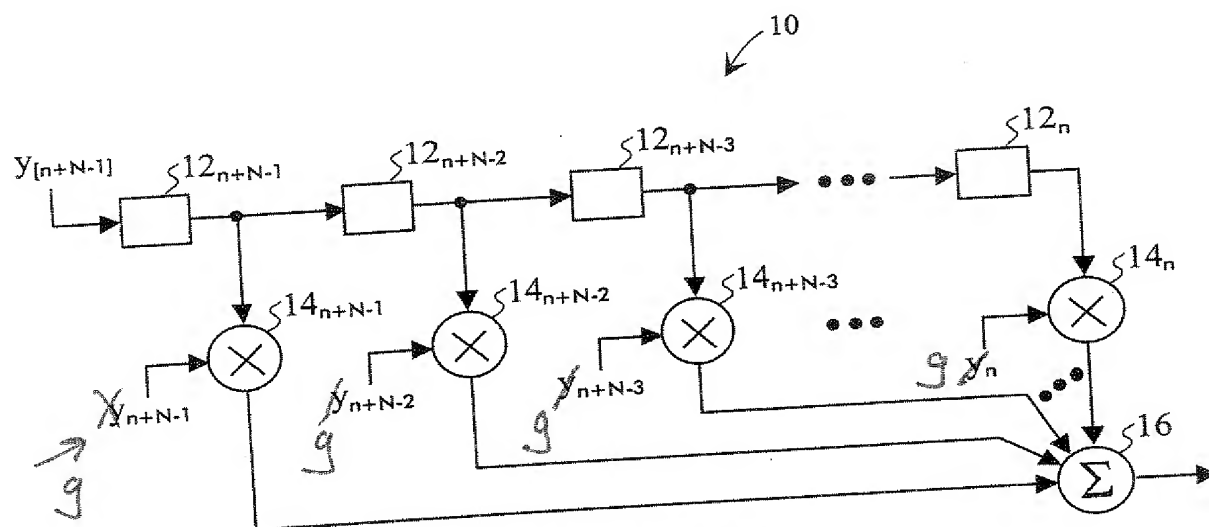 10
y[n+N-1]
12n+N-1
12n+N-2
12n+N-3
12n
14n+N-1
14n+N-2
14n+N-3
14n
yn+N-1
yn+N-2
yn+N-3
yn
g
g
g
g
16
Σ